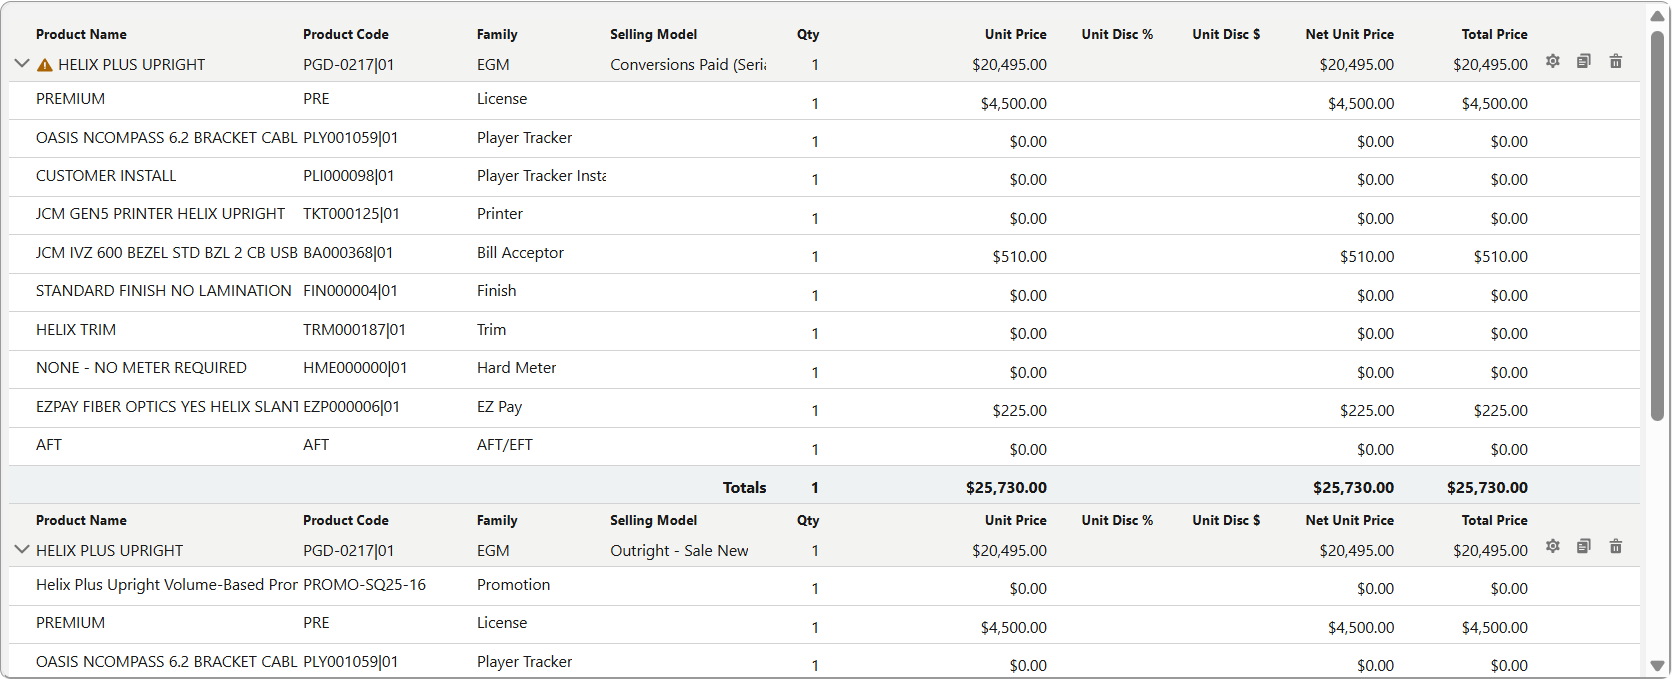 Product Name Product Code Family Selling Model Qty Unit Price Unit Disc % Unit Disc $ Net Unit Price Total Price
HELIX PLUS UPRIGHT PGD-0217|01 EGM Conversions Paid (Seria 1 $20,495.00 $20,495.00 $20,495.00
PREMIUM PRE License 1 $4,500.00 $4,500.00 $4,500.00
OASIS NCOMPASS 6.2 BRACKET CABL PLY001059|01 Player Tracker 1 $0.00 $0.00 $0.00
CUSTOMER INSTALL PLI000098|01 Player Tracker Insta 1 $0.00 $0.00 $0.00
JCM GEN5 PRINTER HELIX UPRIGHT TKT000125|01 Printer 1 $0.00 $0.00 $0.00
JCM IVZ 600 BEZEL STD BZL 2 CB USB BA000368|01 Bill Acceptor 1 $510.00 $510.00 $510.00
STANDARD FINISH NO LAMINATION FIN000004|01 Finish 1 $0.00 $0.00 $0.00
HELIX TRIM TRM000187|01 Trim 1 $0.00 $0.00 $0.00
NONE - NO METER REQUIRED HME000000|01 Hard Meter 1 $0.00 $0.00 $0.00
EZPAY FIBER OPTICS YES HELIX SLANT EZP000006|01 EZ Pay 1 $225.00 $225.00 $225.00
AFT AFT AFT/EFT 1 $0.00 $0.00 $0.00
Totals 1 $25,730.00 $25,730.00 $25,730.00
Product Name Product Code Family Selling Model Qty Unit Price Unit Disc % Unit Disc $ Net Unit Price Total Price
HELIX PLUS UPRIGHT PGD-0217|01 EGM Outright - Sale New 1 $20,495.00 $20,495.00 $20,495.00
Helix Plus Upright Volume-Based Pror PROMO-SQ25-16 Promotion 1 $0.00 $0.00 $0.00
PREMIUM PRE License 1 $4,500.00 $4,500.00 $4,500.00
OASIS NCOMPASS 6.2 BRACKET CABL PLY001059|01 Player Tracker 1 $0.00 $0.00 $0.00